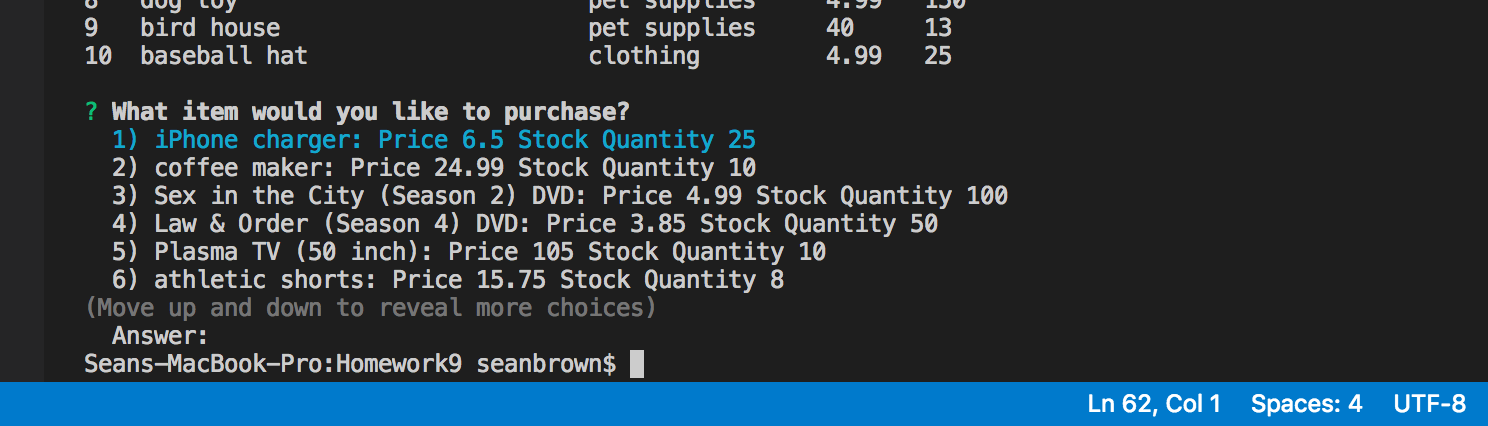 8   dog toy                     pet supplies     4.99   150
9   bird house                      pet supplies     40     13
10  baseball hat                    clothing         4.99   25
? What item would you like to purchase?
1) iPhone charger: Price 6.5 Stock Quantity 25
2) coffee maker: Price 24.99 Stock Quantity 10
3) Sex in the City (Season 2) DVD: Price 4.99 Stock Quantity 100
4) Law & Order (Season 4) DVD: Price 3.85 Stock Quantity 50
5) Plasma TV (50 inch): Price 105 Stock Quantity 10
6) athletic shorts: Price 15.75 Stock Quantity 8
(Move up and down to reveal more choices)
Answer:
Seans-MacBook-Pro:Homework9 seanbrown$
Ln 62, Col 1 Spaces: 4 UTF-8